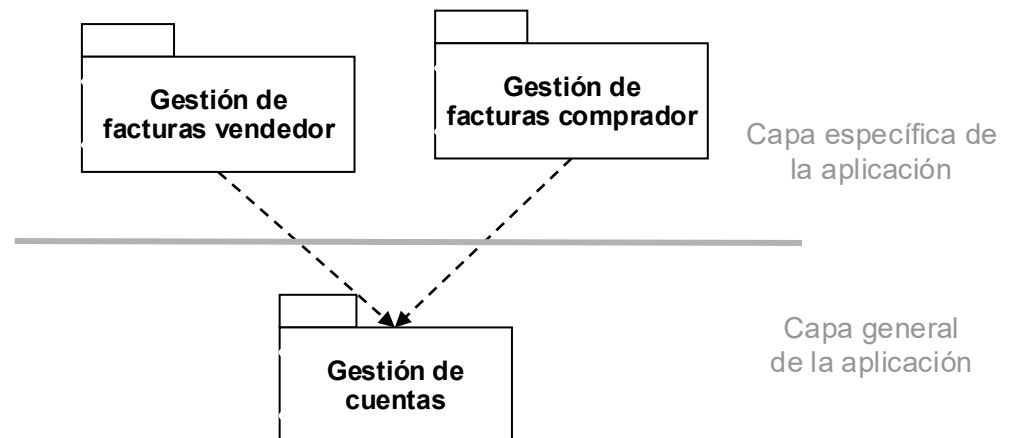 Gestión de
facturas vendedor
Gestión de
facturas comprador
Capa específica de
la aplicación
Gestión de
cuentas
Capa general
de la aplicación